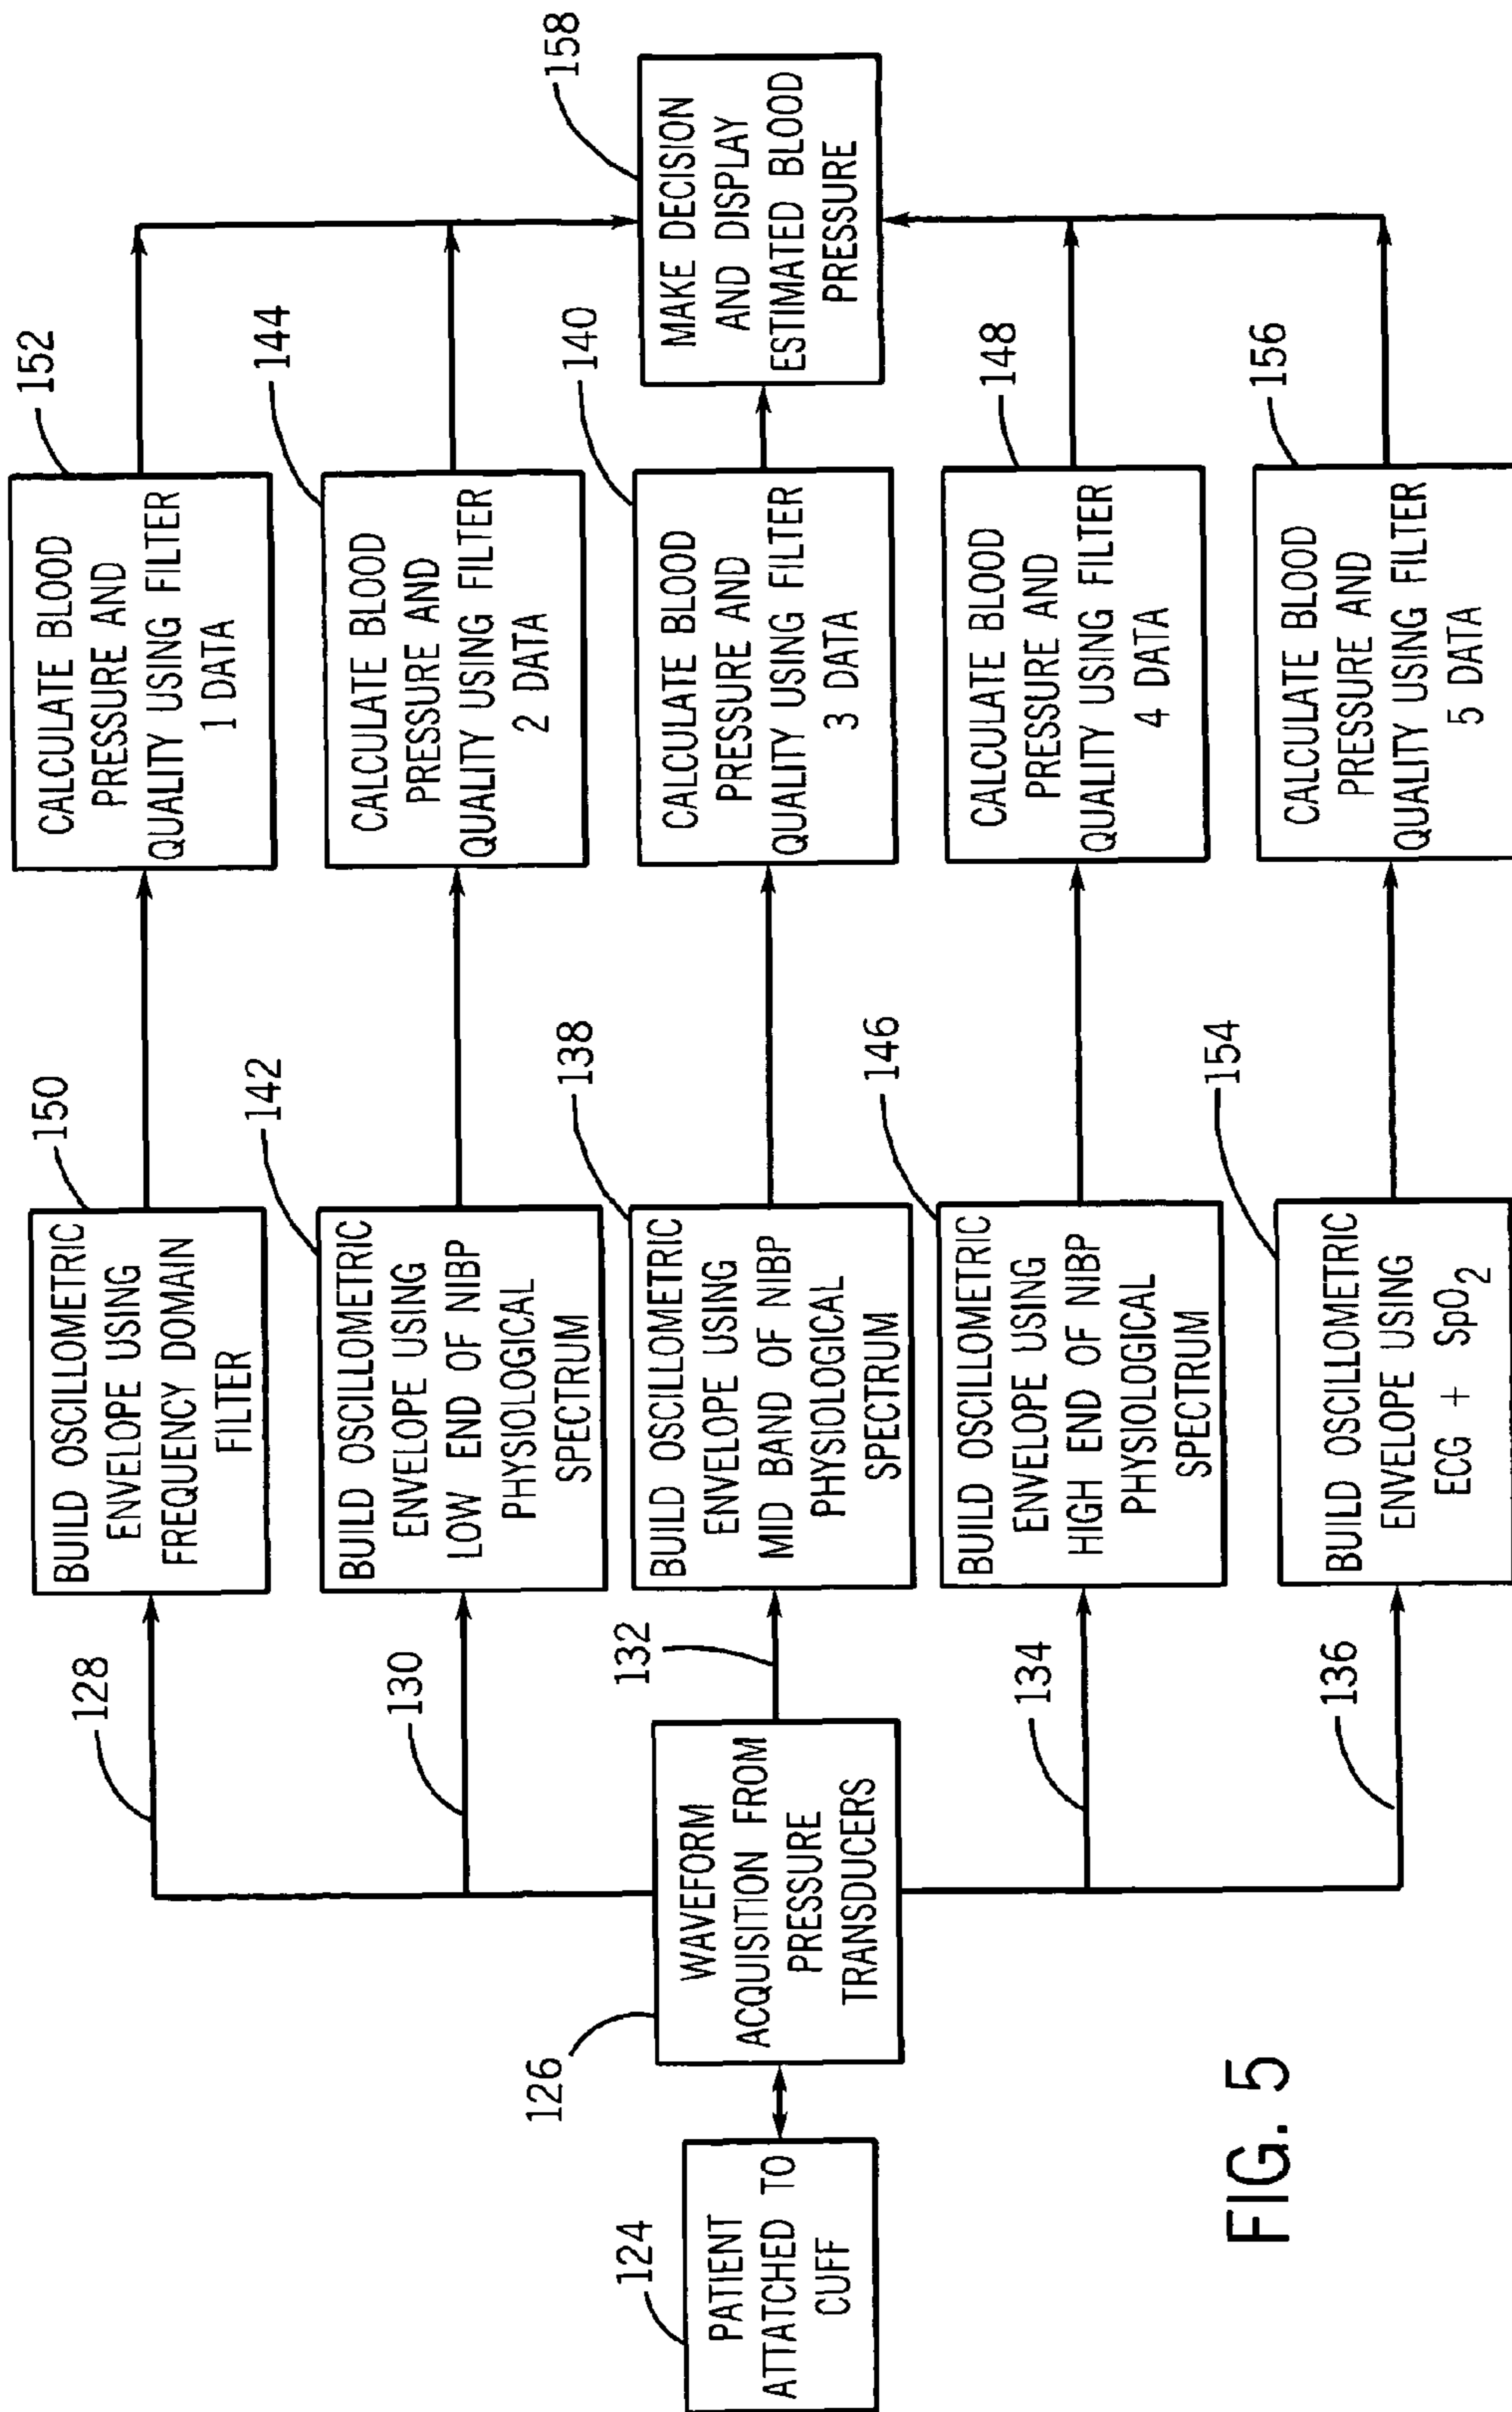 124
PATIENT
ATTATCHED TO
CUFF
126
WAVEFORM
ACQUISITION FROM
PRESSURE
TRANSDUCERS
128
130
132
134
136
150
BUILD OSCILLOMETRIC
ENVELOPE USING
FREQUENCY DOMAIN
FILTER
142
BUILD OSCILLOMETRIC
ENVELOPE USING
LOW END OF NIBP
PHYSIOLOGICAL
SPECTRUM
138
BUILD OSCILLOMETRIC
ENVELOPE USING
MID BAND OF NIBP
PHYSIOLOGICAL
SPECTRUM
146
BUILD OSCILLOMETRIC
ENVELOPE USING
HIGH END OF NIBP
PHYSIOLOGICAL
SPECTRUM
154
BUILD OSCILLOMETRIC
ENVELOPE USING
ECG + SpO₂
152
CALCULATE BLOOD
PRESSURE AND
QUALITY USING FILTER
1 DATA
144
CALCULATE BLOOD
PRESSURE AND
QUALITY USING FILTER
2 DATA
140
CALCULATE BLOOD
PRESSURE AND
QUALITY USING FILTER
3 DATA
148
CALCULATE BLOOD
PRESSURE AND
QUALITY USING FILTER
4 DATA
156
CALCULATE BLOOD
PRESSURE AND
QUALITY USING FILTER
5 DATA
158
MAKE DECISION
AND DISPLAY
ESTIMATED BLOOD
PRESSURE
FIG. 5